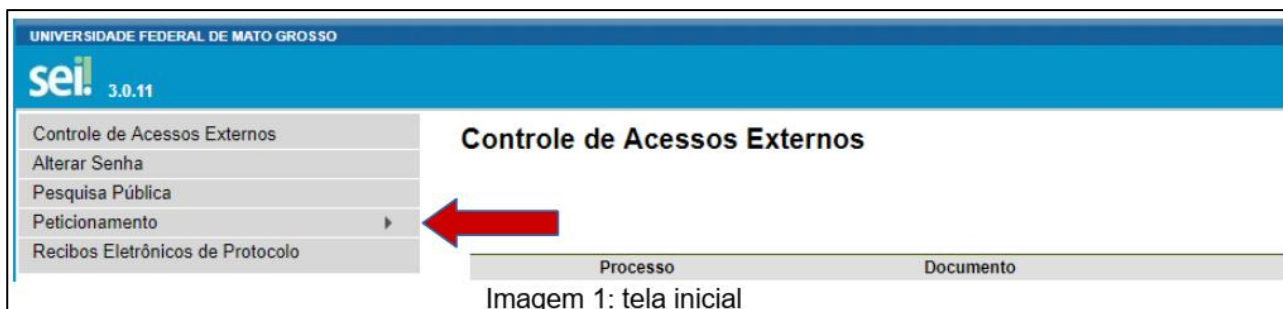 UNIVERSIDADE FEDERAL DE MATO GROSSO
sei! 3.0.11
Controle de Acessos Externos
Alterar Senha
Pesquisa Pública
Peticionamento
Recibos Eletrônicos de Protocolo
Controle de Acessos Externos
Processo Documento
Imagem 1: tela inicial